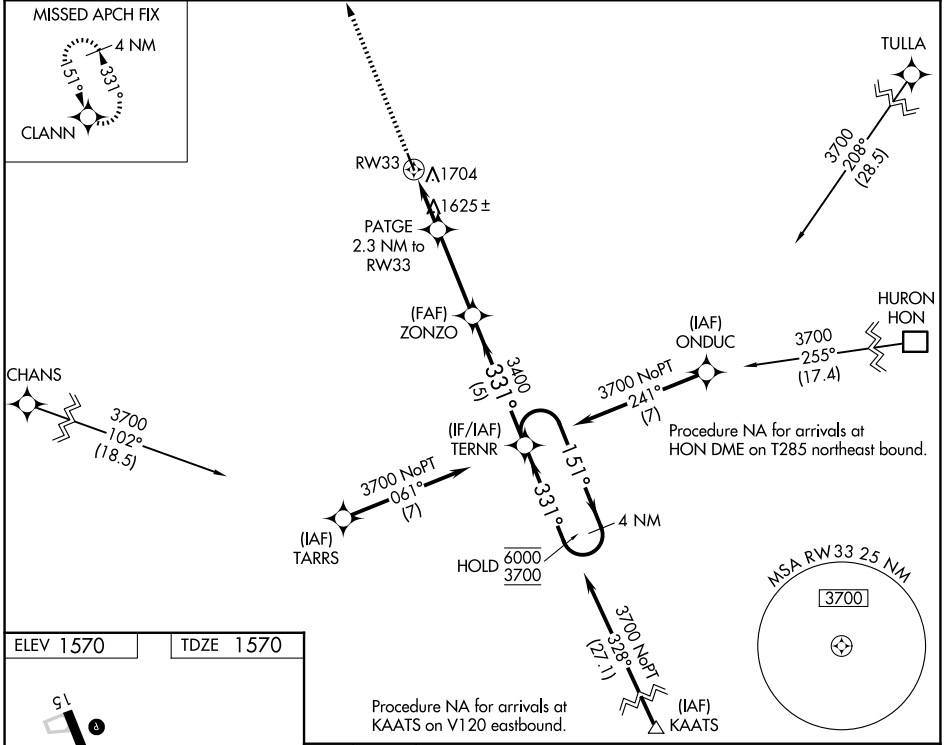 MISSED APCH FIX
4 NM
151°
331°
CLANN
TULLA
3700
208°
(28.5)
RW33
1704
1625 ±
PATGE
2.3 NM to
RW33
(FAF)
ZONZO
HURON
HON
3700
255°
(17.4)
(IAF)
ONDUC
3700 NoPT
241°
(7)
Procedure NA for arrivals at
HON DME on T285 northeast bound.
3400
331°
(5)
CHANS
3700
102°
(18.5)
(IF/IAF)
TERNR
151°
331°
4 NM
HOLD 6000
3700
3700 NoPT
061°
(7)
(IAF)
TARRS
MSA RW33 25 NM
3700
3700 NoPT
328°
(27.1)
(IAF)
KAATS
Procedure NA for arrivals at
KAATS on V120 eastbound.
ELEV 1570
TDZE 1570
15
P